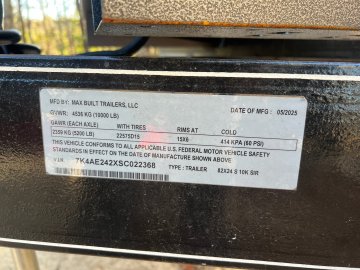 MFD BY: MAX BUILT TRAILERS, LLC
GVWR: 4536 KG (10000 LB) DATE OF MFG: 05/2025
GAWR (EACH AXLE) WITH TIRES RIMS AT COLD
2359 KG (5200 LB) 22575D15 15X6 414 KPA (60 PSI)
THIS VEHICLE CONFORMS TO ALL APPLICABLE U.S. FEDERAL MOTOR VEHICLE SAFETY
STANDARDS IN EFFECT ON THE DATE OF MANUFACTURE SHOWN ABOVE
V.I.N. 7K4AE242XSC022368 TYPE: TRAILER 82X24 S 10K SIR